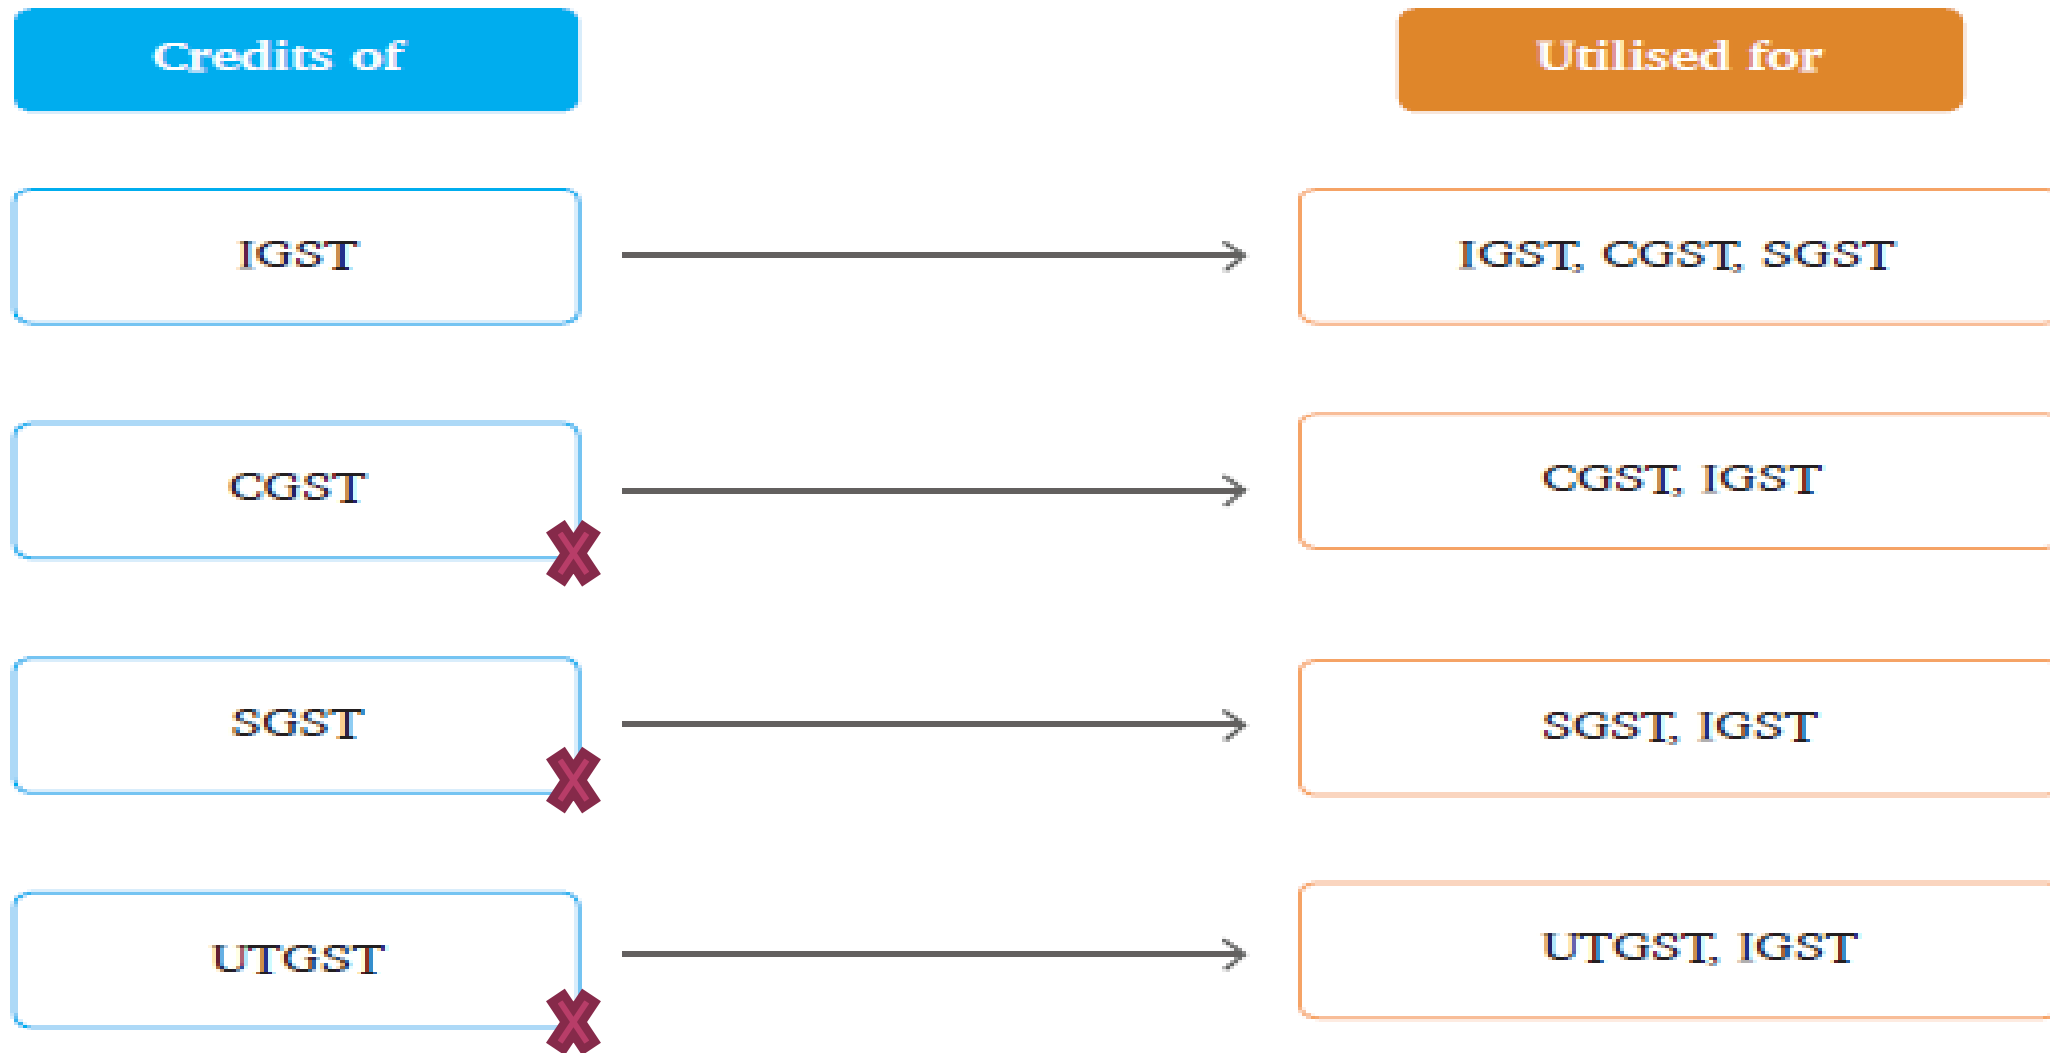 Credits of
Utilised for
IGST
IGST, CGST, SGST
CGST
CGST, IGST
SGST
SGST, IGST
UTGST
UTGST, IGST